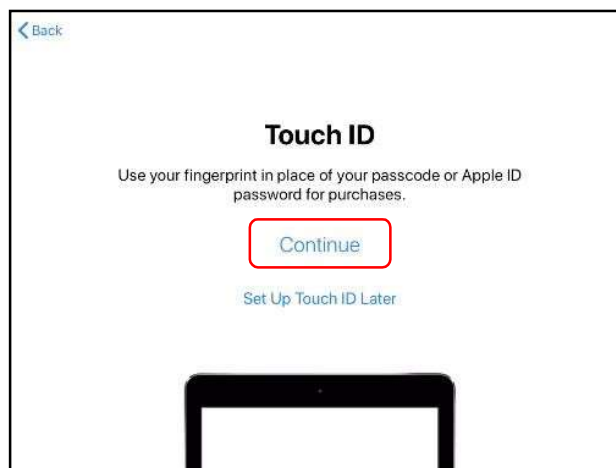 Back
Touch ID
Use your fingerprint in place of your passcode or Apple ID
password for purchases.
Continue
Set Up Touch ID Later